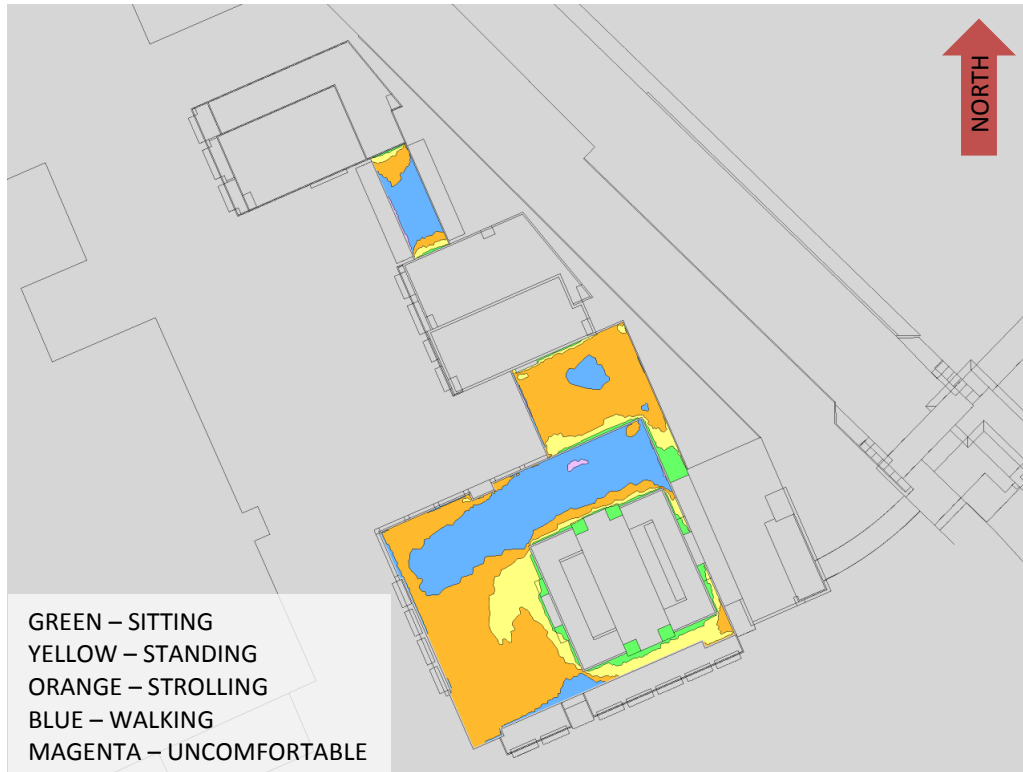 NORTH
GREEN – SITTING
YELLOW – STANDING
ORANGE – STROLLING
BLUE – WALKING
MAGENTA – UNCOMFORTABLE